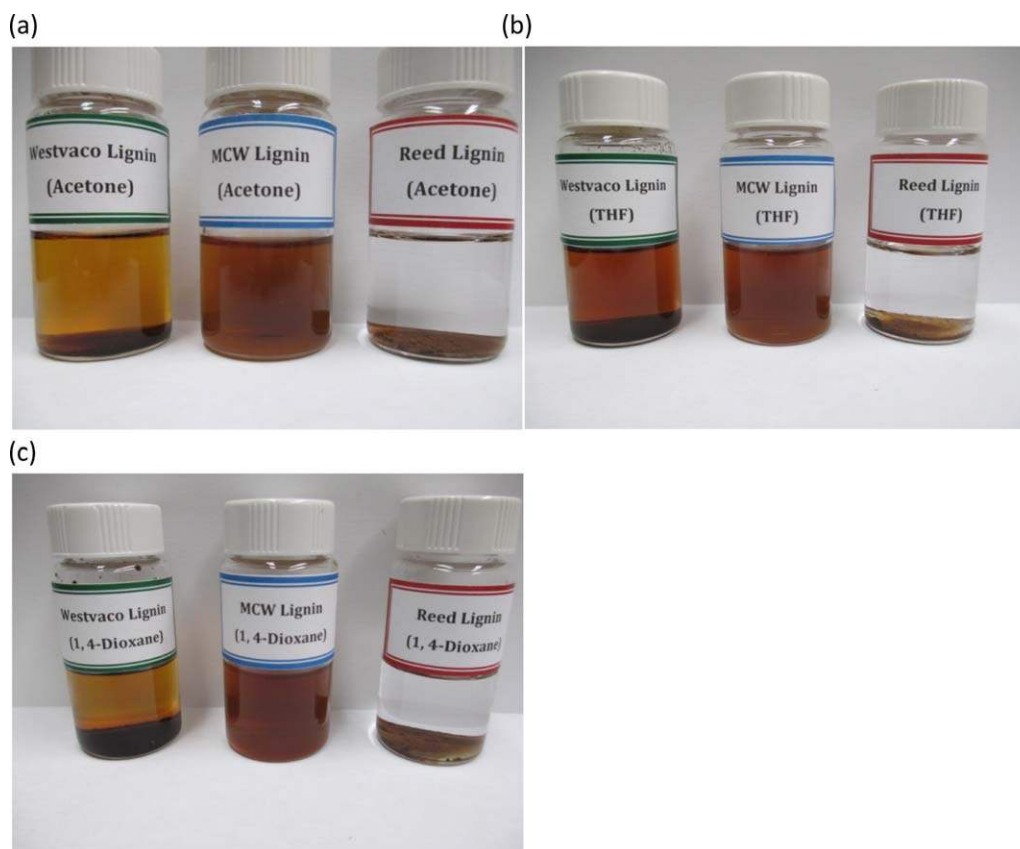 (a)
(b)
Westvaco Lignin
(Acetone)
MCW Lignin
(Acetone)
Reed Lignin
(Acetone)
Westvaco Lignin
(THF)
MCW Lignin
(THF)
Reed Lignin
(THF)
(c)
Westvaco Lignin
(1, 4-Dioxane)
MCW Lignin
(1, 4-Dioxane)
Reed Lignin
(1, 4-Dioxane)